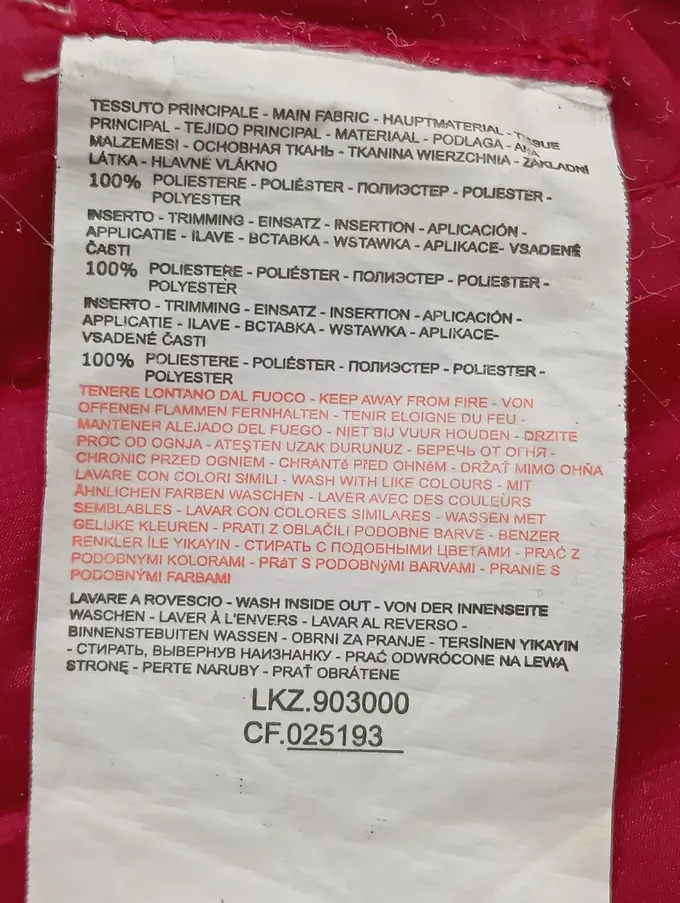 TESSUTO PRINCIPALE - MAIN FABRIC - HAUPTMATERIAL - TISSUE
PRINCIPAL - TEJIDO PRINCIPAL - MATERIAAL - PODLAGA - ANA
MALZEMESI - ОСНОВНАЯ ТКАНЬ - TKANINA WIERZCHNIA - ZÁKLADNI
LÁTKA - HLAVNÉ VLÁKNO
100% POLIESTERE - POLIÉSTER - ПОЛИЭСТЕР - POLIESTER -
POLYESTER
INSERTO - TRIMMING - EINSATZ - INSERTION - APLICACIÓN -
APPLICATIE - ILAVE - ВСТАВКА - WSTAWKA - APLIKACE- VSADENÉ
ČASTI
100% POLIESTERE - POLIÉSTER - ПОЛИЭСТЕР - POLIESTER -
POLYESTER
INSERTO - TRIMMING - EINSATZ - INSERTION - APLICACIÓN -
APPLICATIE - ILAVE - ВСТАВКА - WSTAWKA - APLIKACE-
VSADENÉ ČASTI
100% POLIESTERE - POLIÉSTER - ПОЛИЭСТЕР - POLIESTER -
POLYESTER
TENERE LONTANO DAL FUOCO - KEEP AWAY FROM FIRE - VON
OFFENEN FLAMMEN FERNHALTEN - TENIR ELOIGNE DU FEU -
MANTENER ALEJADO DEL FUEGO - NIET BIJ VUUR HOUDEN - DRZITE
PROC OD OGNJA - ATEŞTEN UZAK DURUNUZ - БЕРЕЧЬ ОТ ОГНЯ -
CHRONIC PRZED OGNIEM - CHRANTě PŘED OHNěM - DRŽAŤ MIMO OHŇA
LAVARE CON COLORI SIMILI - WASH WITH LIKE COLOURS - MIT
ÄHNLICHEN FARBEN WASCHEN - LAVER AVEC DES COULEURS
SEMBLABLES - LAVAR CON COLORES SIMILARES - WASSEN MET
GELIJKE KLEUREN - PRATI Z OBLAČILI PODOBNE BARVE - BENZER
RENKLER İLE YIKAYIN - СТИРАТЬ С ПОДОБНЫМИ ЦВЕТАМИ - PRAĆ Z
PODOBNYMI KOLORAMI - PRáT S PODOBNýMI BARVAMI - PRANIE S
PODOBNÝMI FARBAMI
LAVARE A ROVESCIO - WASH INSIDE OUT - VON DER INNENSEITE
WASCHEN - LAVER À L'ENVERS - LAVAR AL REVERSO -
BINNENSTEBUITEN WASSEN - OBRNI ZA PRANJE - TERSİNEN YIKAYIN
- СТИРАТЬ, ВЫВЕРНУВ НАИЗНАНКУ - PRAĆ ODWRÓCONE NA LEWĄ
STRONĘ - PERTE NARUBY - PRAŤ OBRÁTENE
LKZ.903000
CF.025193